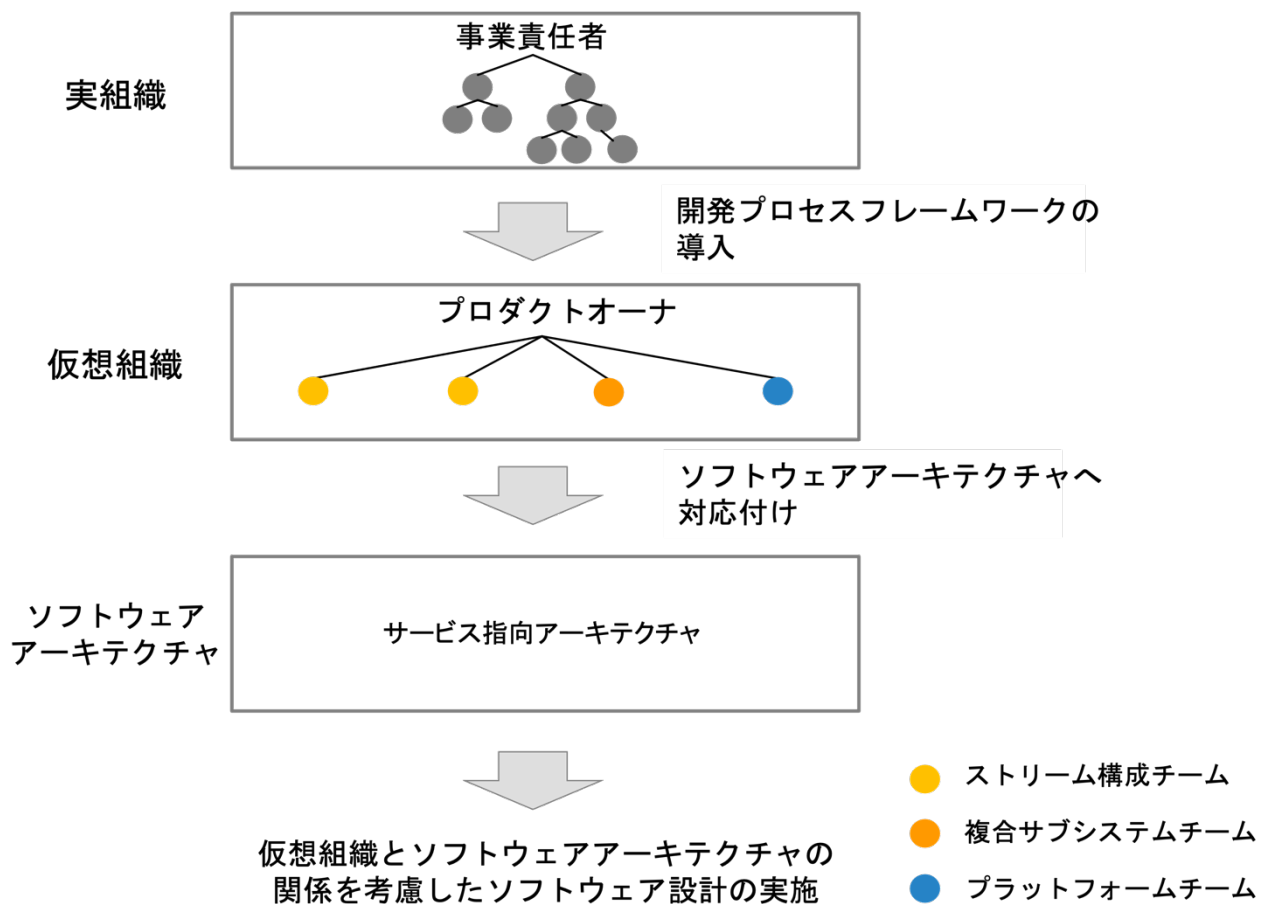 事業責任者
実組織
開発プロセスフレームワークの
導入
プロダクトオーナ
仮想組織
ソフトウェアアーキテクチャへ
対応付け
ソフトウェア
アーキテクチャ
サービス指向アーキテクチャ
ストリーム構成チーム
複合サブシステムチーム
プラットフォームチーム
仮想組織とソフトウェアアーキテクチャの
関係を考慮したソフトウェア設計の実施